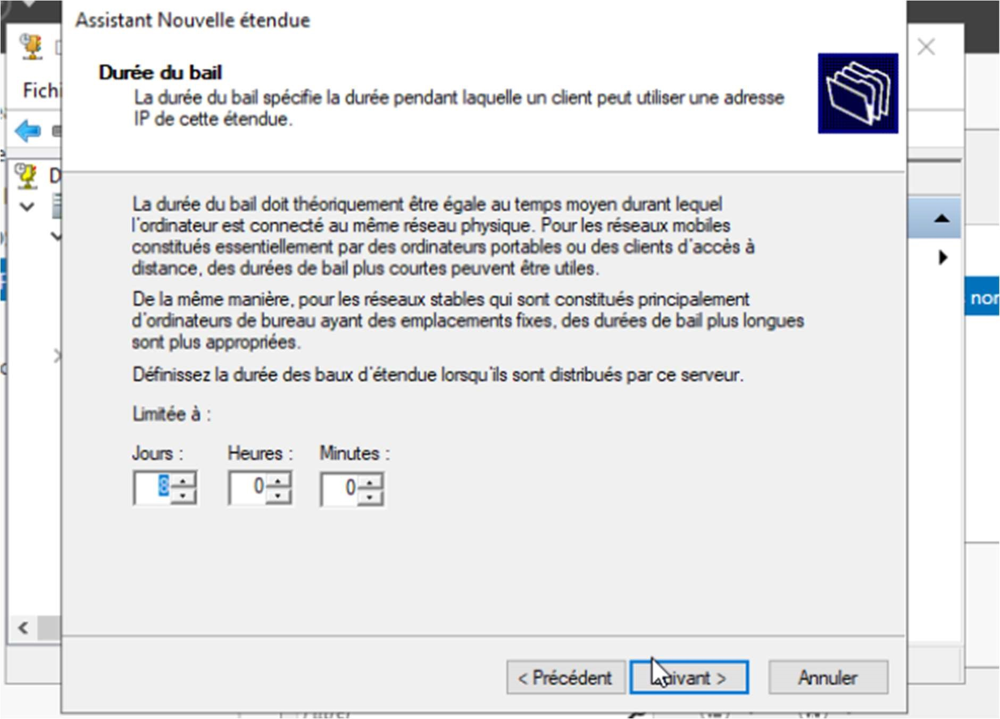 Assistant Nouvelle étendue
Durée du bail
Fichi
La durée du bail spécifie la durée pendant laquelle un client peut utiliser une adresse
IP de cette étendue.
D
La durée du bail doit théoriquement être égale au temps moyen durant lequel
l'ordinateur est connecté au même réseau physique. Pour les réseaux mobiles
constitués essentiellement par des ordinateurs portables ou des clients d'accès à
distance, des durées de bail plus courtes peuvent être utiles.
nor
De la même manière, pour les réseaux stables qui sont constitués principalement
d'ordinateurs de bureau ayant des emplacements fixes, des durées de bail plus longues
sont plus appropriées.
Définissez la durée des baux d'étendue lorsqu'ils sont distribués par ce serveur.
Limitée à :
Jours : Heures : Minutes :
8 0 0
< Précédent Suivant > Annuler